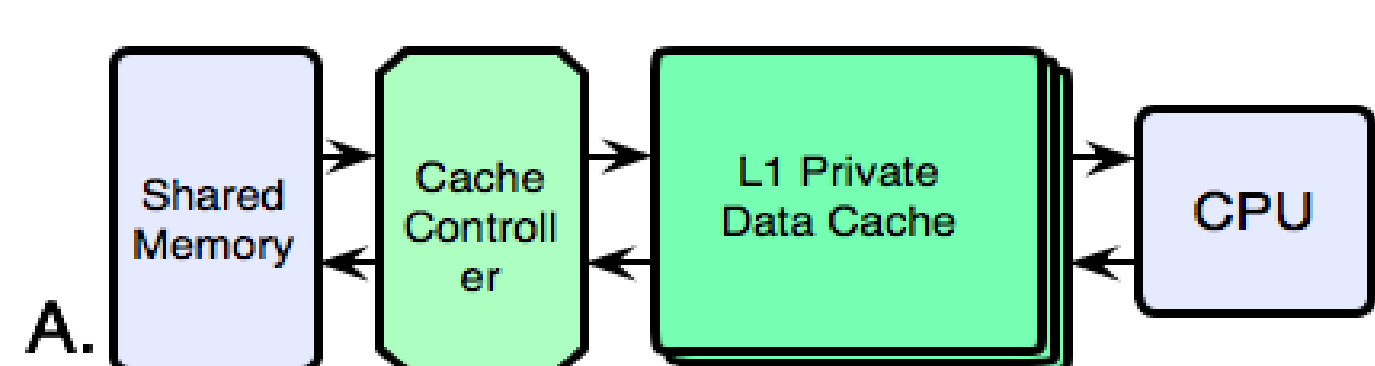 Shared
Memory
Cache
Controll
er
L1 Private
Data Cache
CPU
A.